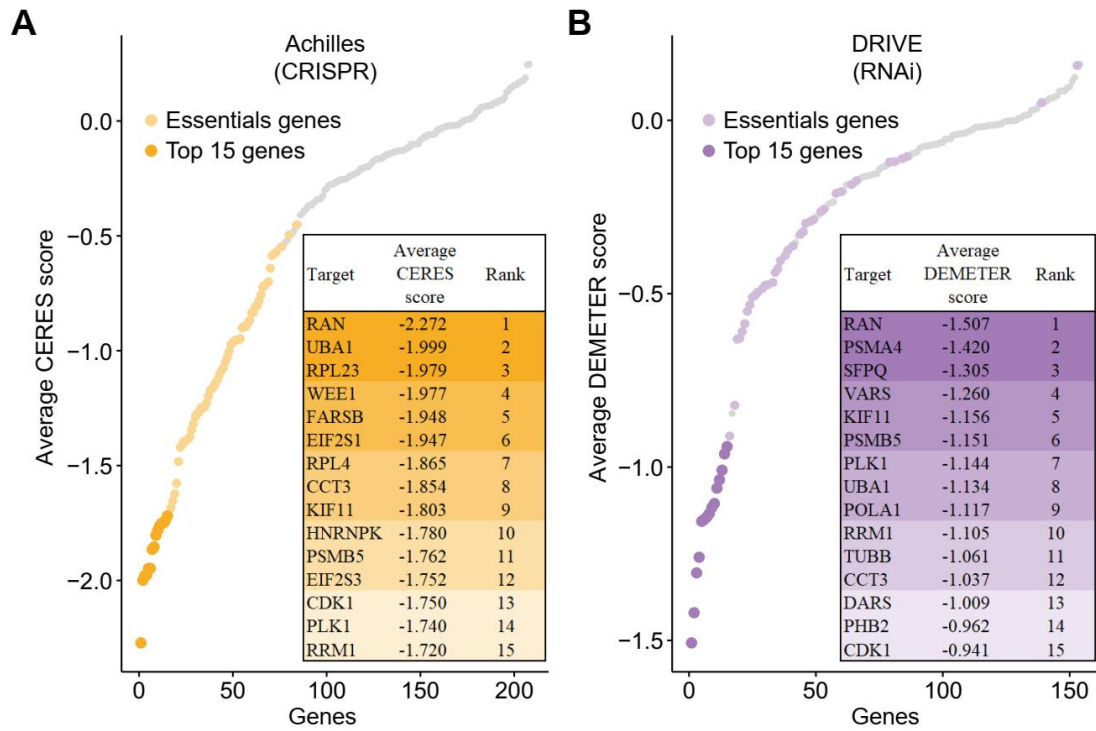 A
Achilles
(CRISPR)
Essentials genes
Top 15 genes
Average CERES score
0.0
−0.5
−1.0
−1.5
−2.0
0
50
100
150
200
Genes
Target Average CERES score Rank
RAN -2.272 1
UBA1 -1.999 2
RPL23 -1.979 3
WEE1 -1.977 4
FARSB -1.948 5
EIF2S1 -1.947 6
RPL4 -1.865 7
CCT3 -1.854 8
KIF11 -1.803 9
HNRNPK -1.780 10
PSMB5 -1.762 11
EIF2S3 -1.752 12
CDK1 -1.750 13
PLK1 -1.740 14
RRM1 -1.720 15
B
DRIVE
(RNAi)
Essentials genes
Top 15 genes
Average DEMETER score
0.0
−0.5
−1.0
−1.5
0
50
100
150
Genes
Target Average DEMETER score Rank
RAN -1.507 1
PSMA4 -1.420 2
SFPQ -1.305 3
VARS -1.260 4
KIF11 -1.156 5
PSMB5 -1.151 6
PLK1 -1.144 7
UBA1 -1.134 8
POLA1 -1.117 9
RRM1 -1.105 10
TUBB -1.061 11
CCT3 -1.037 12
DARS -1.009 13
PHB2 -0.962 14
CDK1 -0.941 15